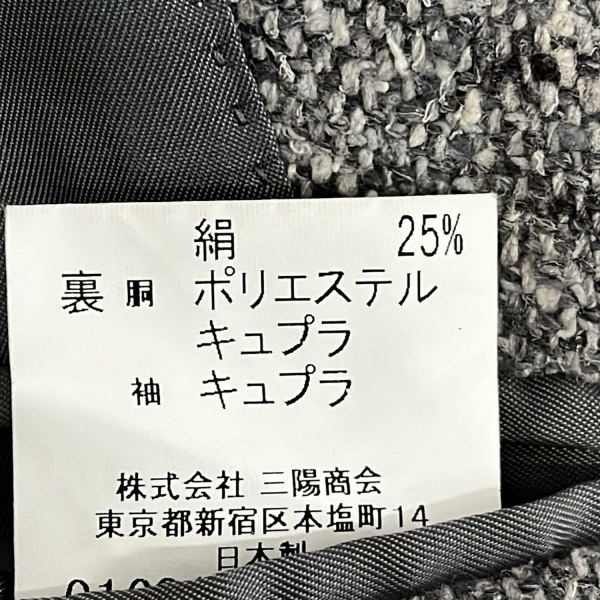 絹 25%
裏 胴 ポリエステル
キュプラ
袖 キュプラ
株式会社 三陽商会
東京都新宿区本塩町14
日本製